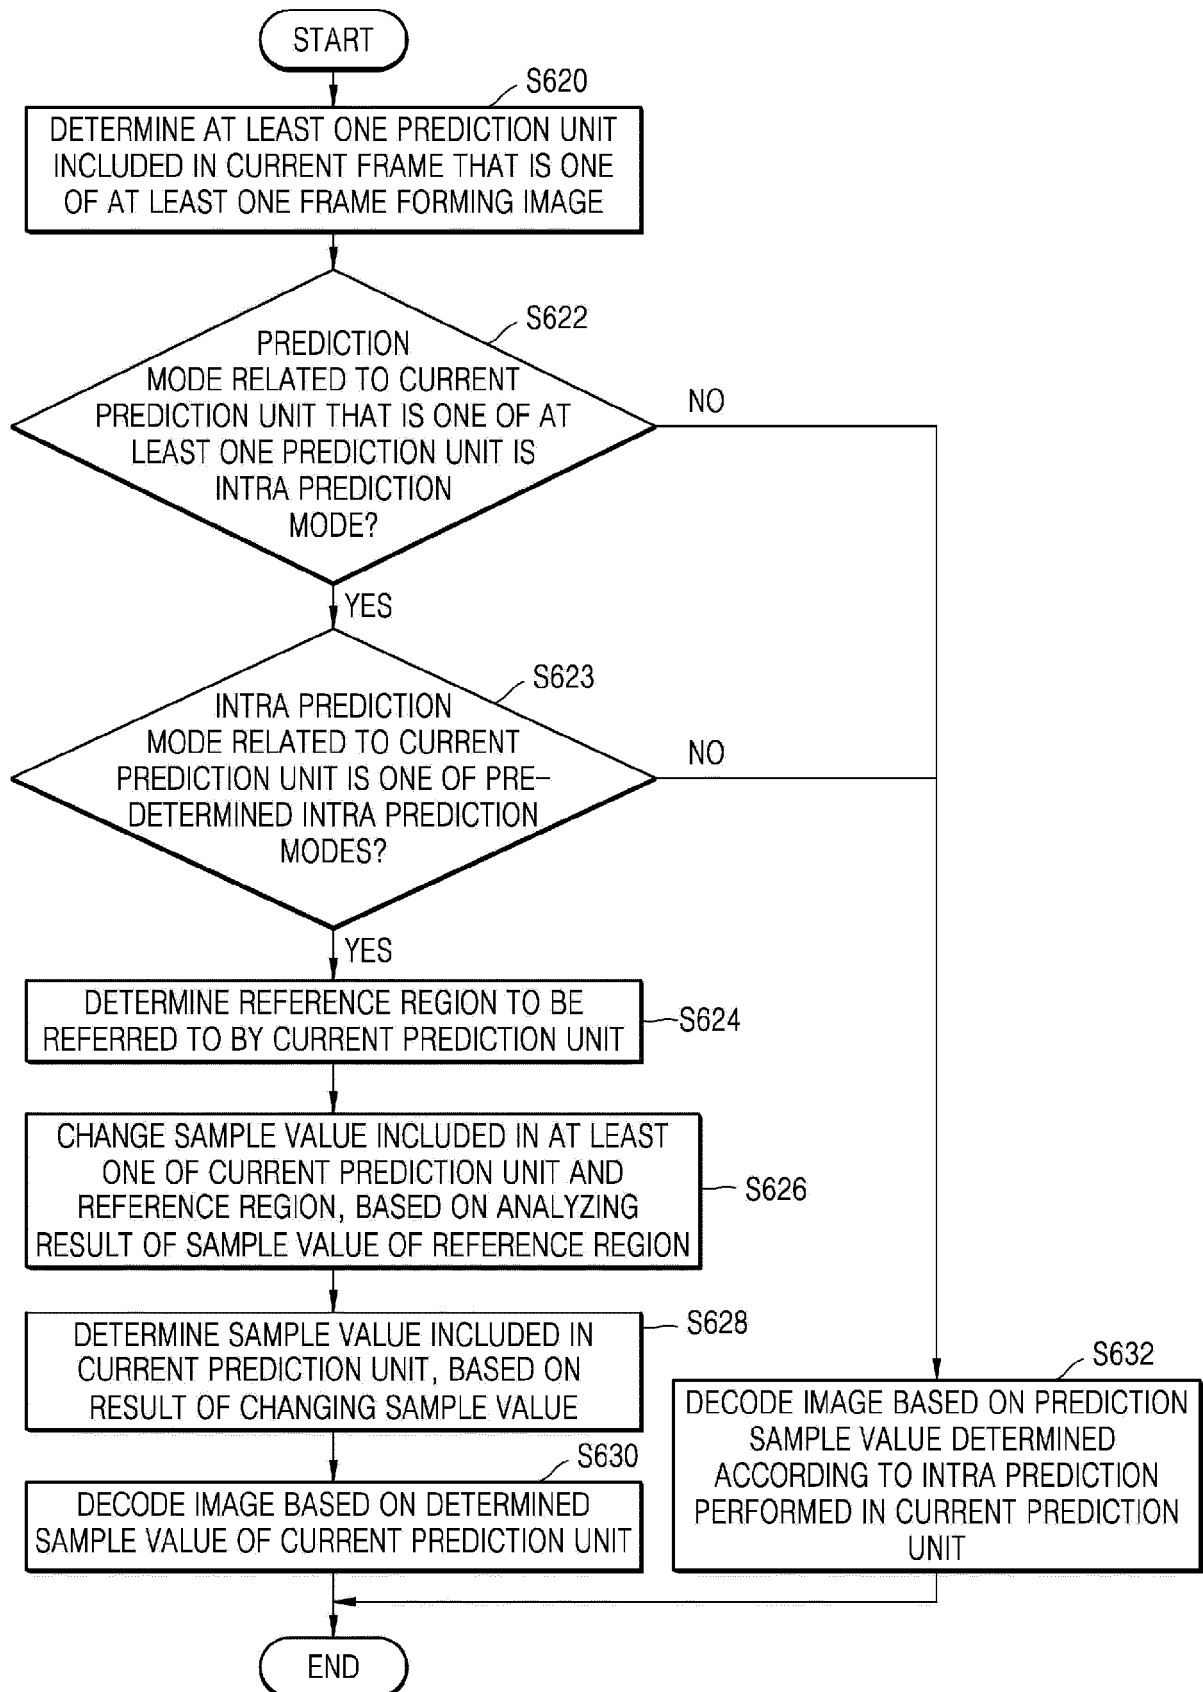 START
S620
DETERMINE AT LEAST ONE PREDICTION UNIT
INCLUDED IN CURRENT FRAME THAT IS ONE
OF AT LEAST ONE FRAME FORMING IMAGE
S622
PREDICTION
MODE RELATED TO CURRENT
PREDICTION UNIT THAT IS ONE OF AT
LEAST ONE PREDICTION UNIT IS
INTRA PREDICTION
MODE?
NO
YES
S623
INTRA PREDICTION
MODE RELATED TO CURRENT
PREDICTION UNIT IS ONE OF PRE-
DETERMINED INTRA PREDICTION
MODES?
NO
YES
DETERMINE REFERENCE REGION TO BE
REFERRED TO BY CURRENT PREDICTION UNIT
S624
CHANGE SAMPLE VALUE INCLUDED IN AT LEAST
ONE OF CURRENT PREDICTION UNIT AND
REFERENCE REGION, BASED ON ANALYZING
RESULT OF SAMPLE VALUE OF REFERENCE REGION
S626
DETERMINE SAMPLE VALUE INCLUDED IN
CURRENT PREDICTION UNIT, BASED ON
RESULT OF CHANGING SAMPLE VALUE
S628
S630
DECODE IMAGE BASED ON DETERMINED
SAMPLE VALUE OF CURRENT PREDICTION UNIT
S632
DECODE IMAGE BASED ON PREDICTION
SAMPLE VALUE DETERMINED
ACCORDING TO INTRA PREDICTION
PERFORMED IN CURRENT PREDICTION
UNIT
END